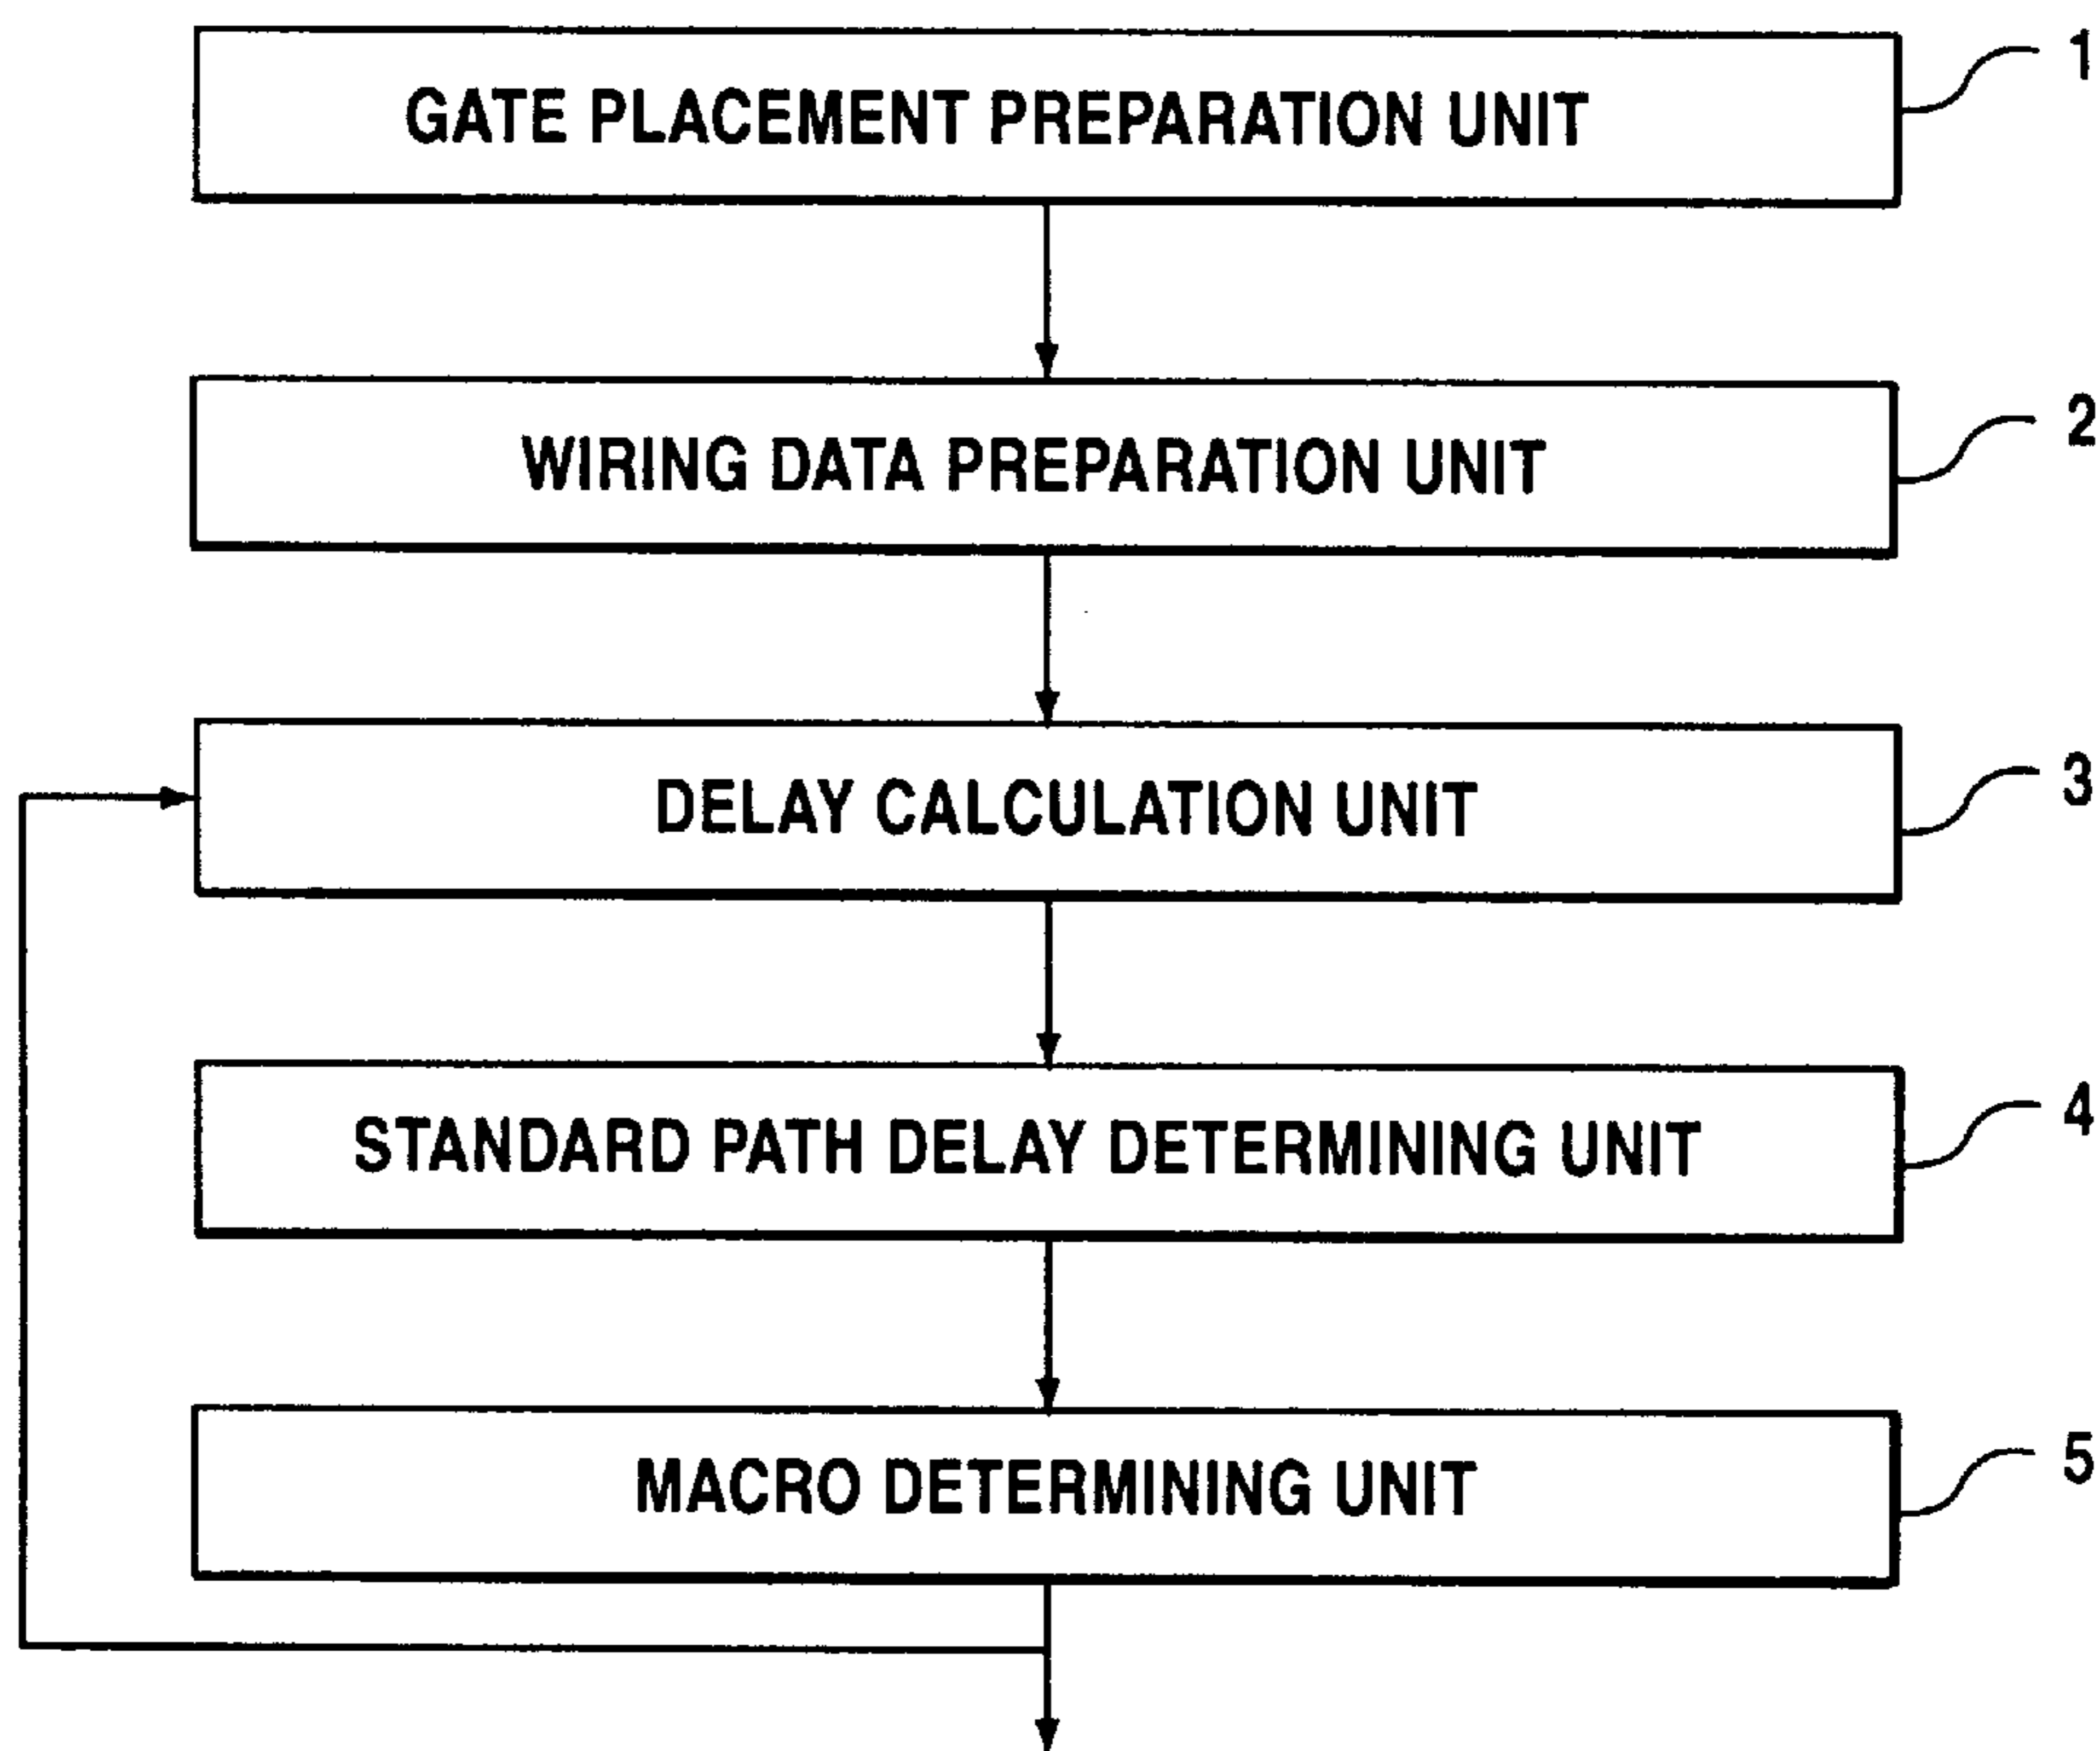 GATE PLACEMENT PREPARATION UNIT
1
WIRING DATA PREPARATION UNIT
2
DELAY CALCULATION UNIT
3
STANDARD PATH DELAY DETERMINING UNIT
4
MACRO DETERMINING UNIT
5